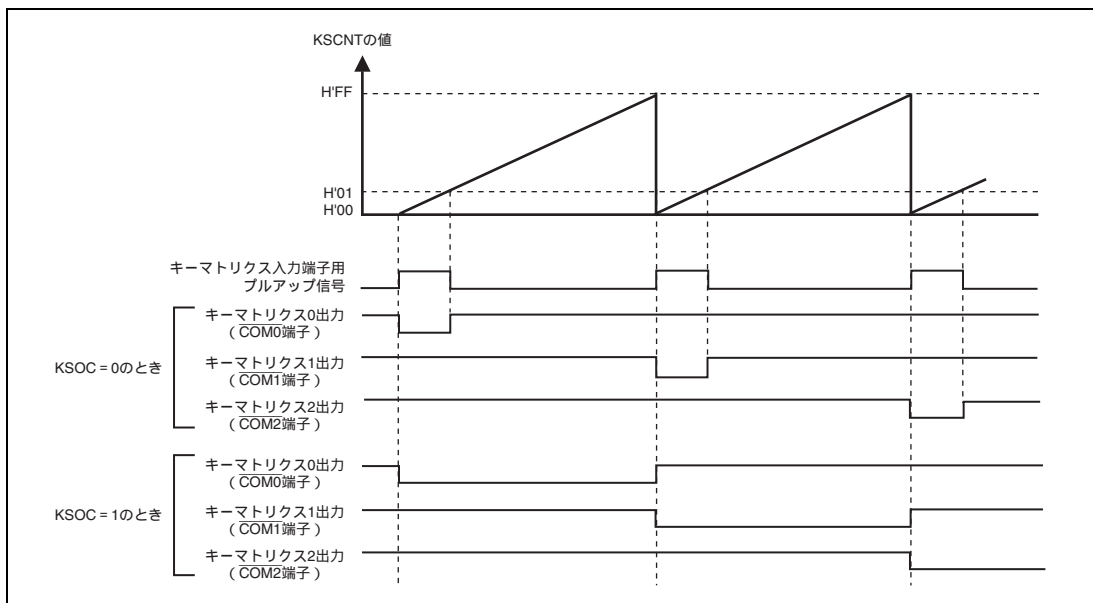 KSCNTの値
H'FF
H'01
H'00
キーマトリクス入力端子用
プルアップ信号
キーマトリクス0出力
(COM0端子)
KSOC = 0のとき
キーマトリクス1出力
(COM1端子)
キーマトリクス2出力
(COM2端子)
キーマトリクス0出力
(COM0端子)
KSOC = 1のとき
キーマトリクス1出力
(COM1端子)
キーマトリクス2出力
(COM2端子)